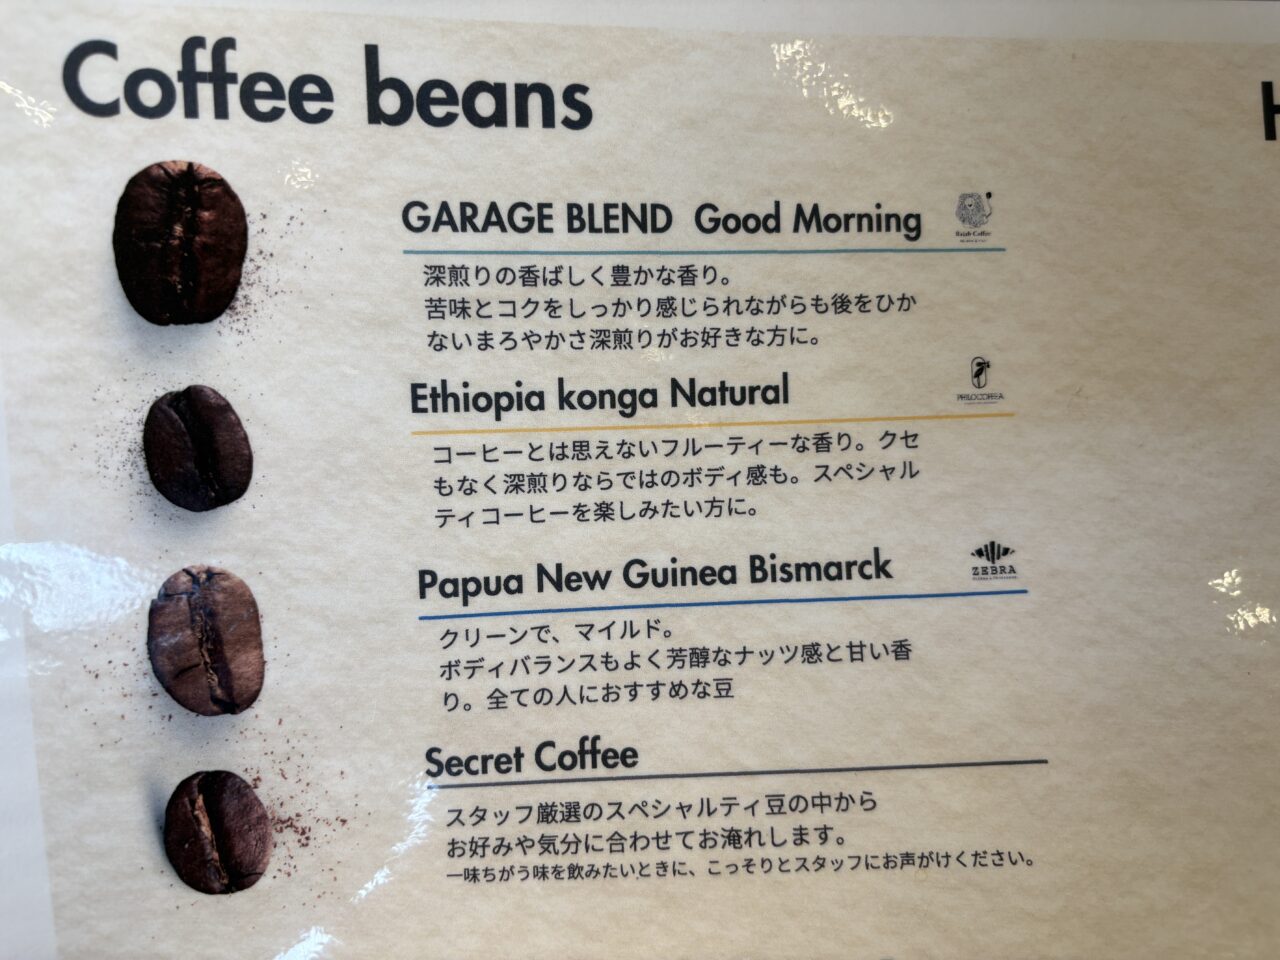 Coffee beans
H
GARAGE BLEND Good Morning
深煎りの香ばしく豊かな香り。
苦味とコクをしっかり感じられながらも後をひか
ないまろやかさ深煎りがお好きな方に。
Ethiopia konga Natural
PHILOCOFFEA
コーヒーとは思えないフルーティーな香り。クセ
もなく深煎りならではのボディ感も。スペシャル
ティコーヒーを楽しみたい方に。
Papua New Guinea Bismarck
ZEBRA
クリーンで、マイルド。
ボディバランスもよく芳醇なナッツ感と甘い香
り。全ての人におすすめな豆
Secret Coffee
スタッフ厳選のスペシャルティ豆の中から
お好みや気分に合わせてお淹れします。
一味ちがう味を飲みたいときに、こっそりとスタッフにお声がけください。